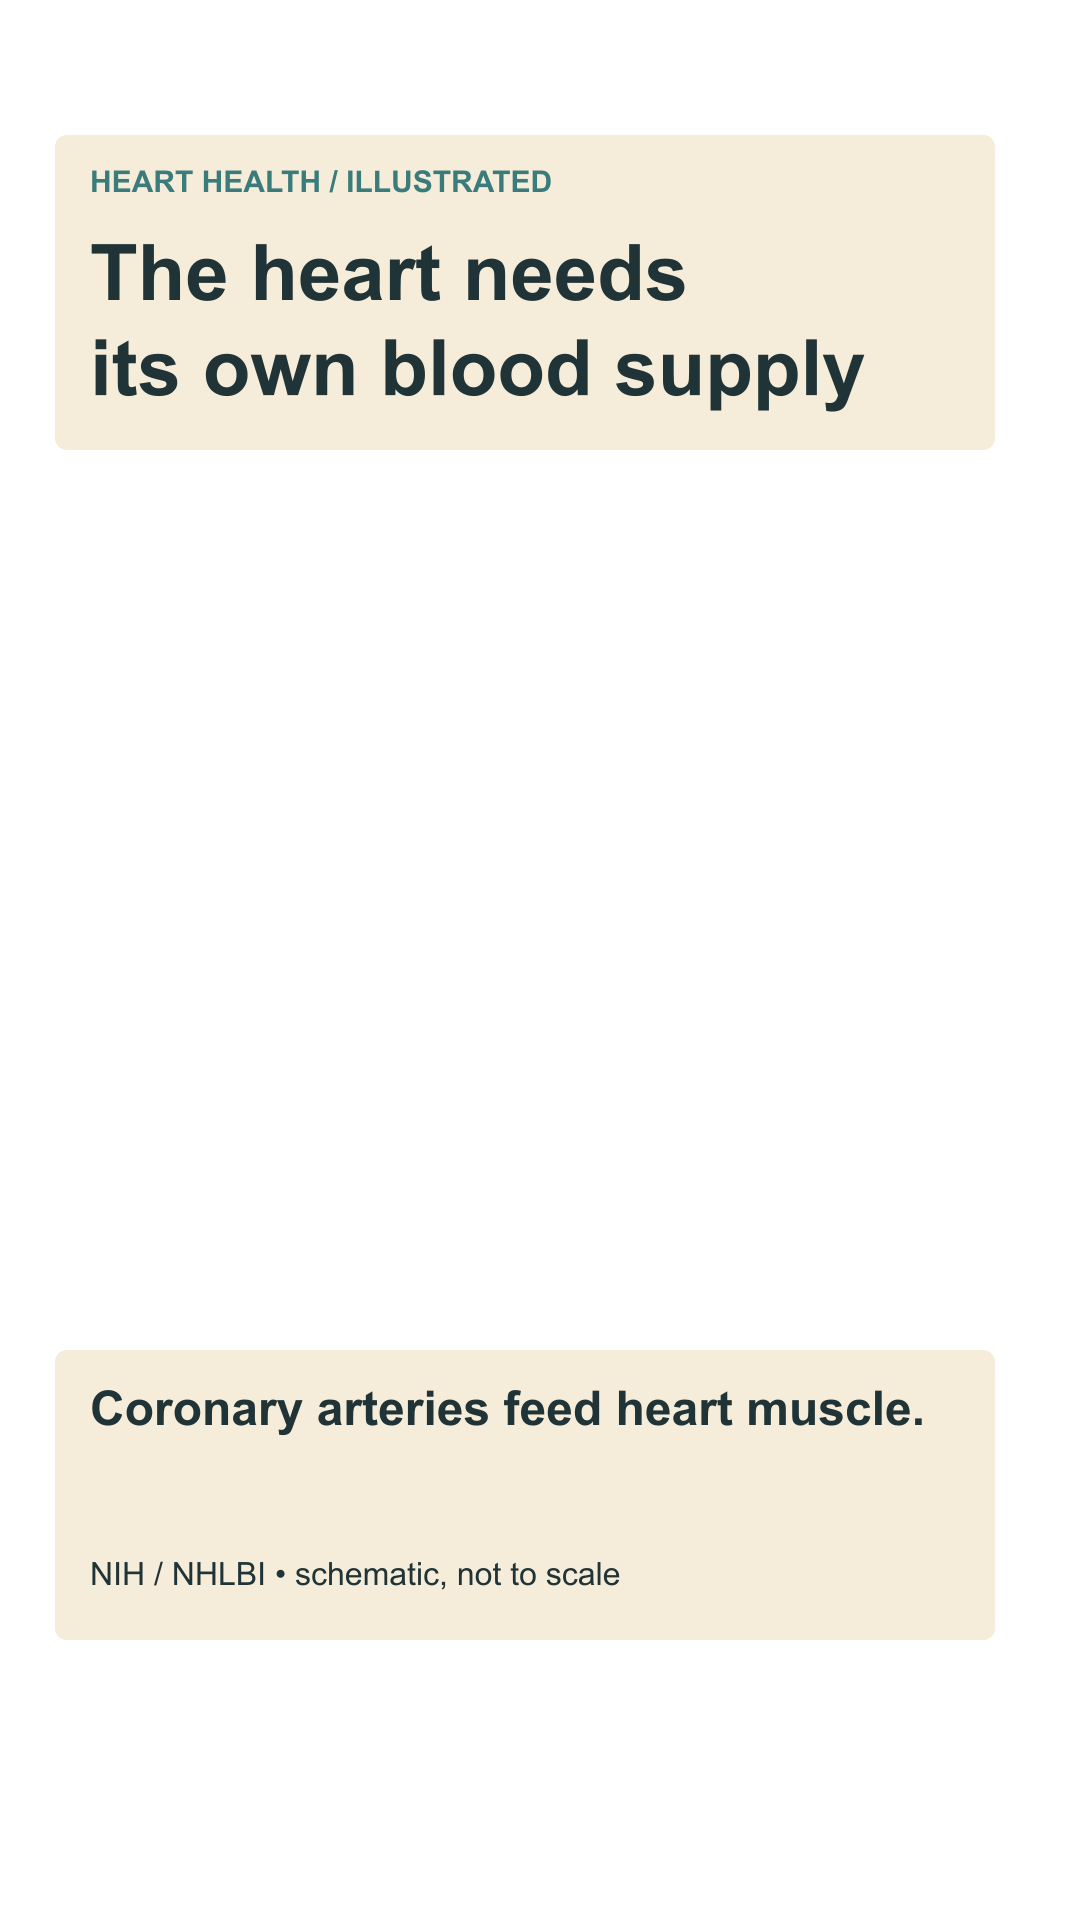 HEART HEALTH / ILLUSTRATED
The heart needs
its own blood supply
Coronary arteries feed heart muscle.
NIH / NHLBI • schematic, not to scale